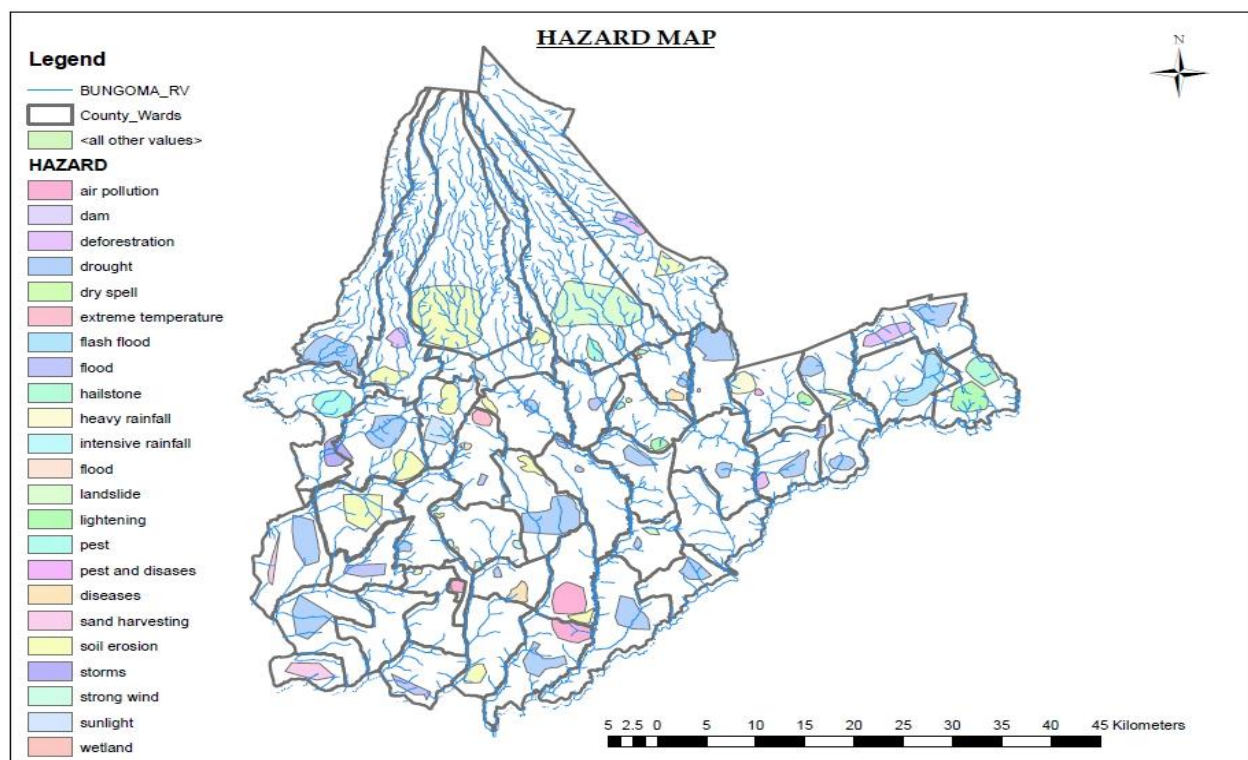 HAZARD MAP
N
Legend
BUNGOMA_RV
County_Wards
<all other values>
HAZARD
air pollution
dam
deforestration
drought
dry spell
extreme temperature
flash flood
flood
hailstone
heavy rainfall
intensive rainfall
flood
landslide
lightening
pest
pest and disases
diseases
sand harvesting
soil erosion
storms
strong wind
sunlight
wetland
5 2.5 0 5 10 15 20 25 30 35 40 45 Kilometers